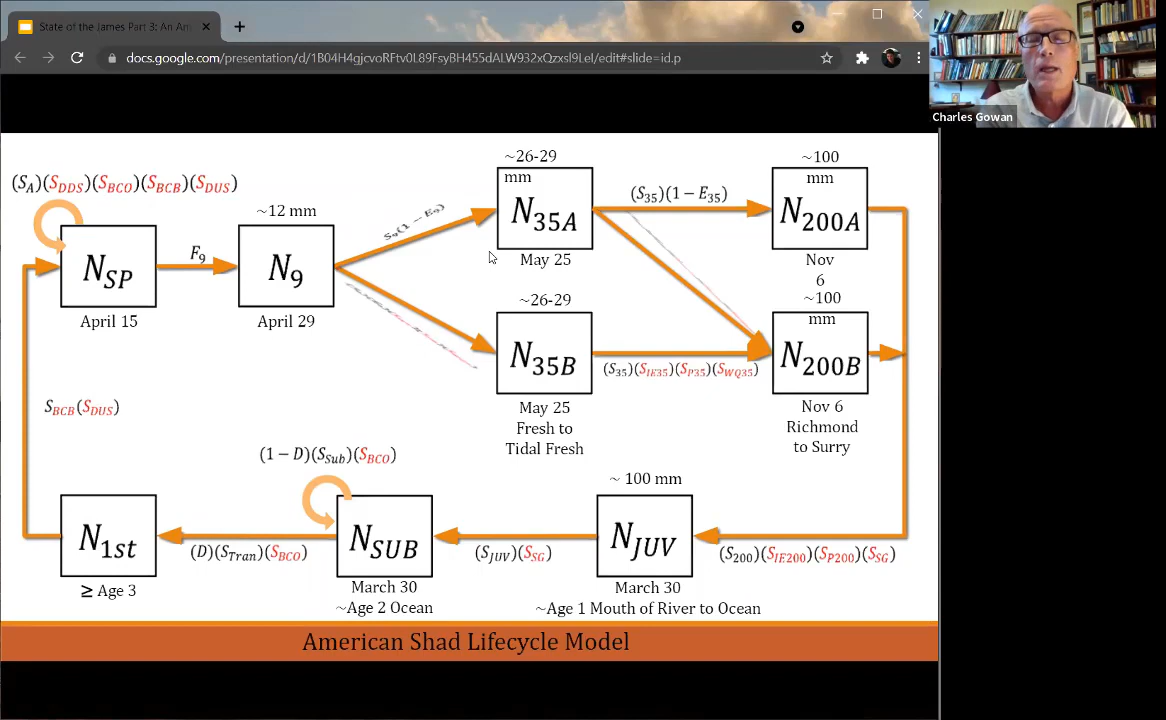 State of the James Part 3: An Am
docs.google.com/presentation/d/1B04H4gjcvoRFtv0L89FsyBH455dALW932xQzxsl9LeI/edit#slide=id.p
Charles Gowan
(S_A)(S_DDS)(S_BCO)(S_BCB)(S_DUS)
N_SP
April 15
F_9
~12 mm
N_9
April 29
S_9(1 − E_9)
~26-29
mm
N_35A
May 25
(S_35)(1 − E_35)
~100
mm
N_200A
Nov
6
~26-29
N_35B
May 25
Fresh to
Tidal Fresh
(S_35)(S_IE35)(S_P35)(S_WQ35)
~100
mm
N_200B
Nov 6
Richmond
to Surry
S_BCB(S_DUS)
(1 − D)(S_Sub)(S_BCO)
N_1st
≥ Age 3
(D)(S_Tran)(S_BCO)
N_SUB
March 30
~Age 2 Ocean
(S_JUV)(S_SG)
~ 100 mm
N_JUV
March 30
~Age 1 Mouth of River to Ocean
(S_200)(S_IE200)(S_P200)(S_SG)
American Shad Lifecycle Model